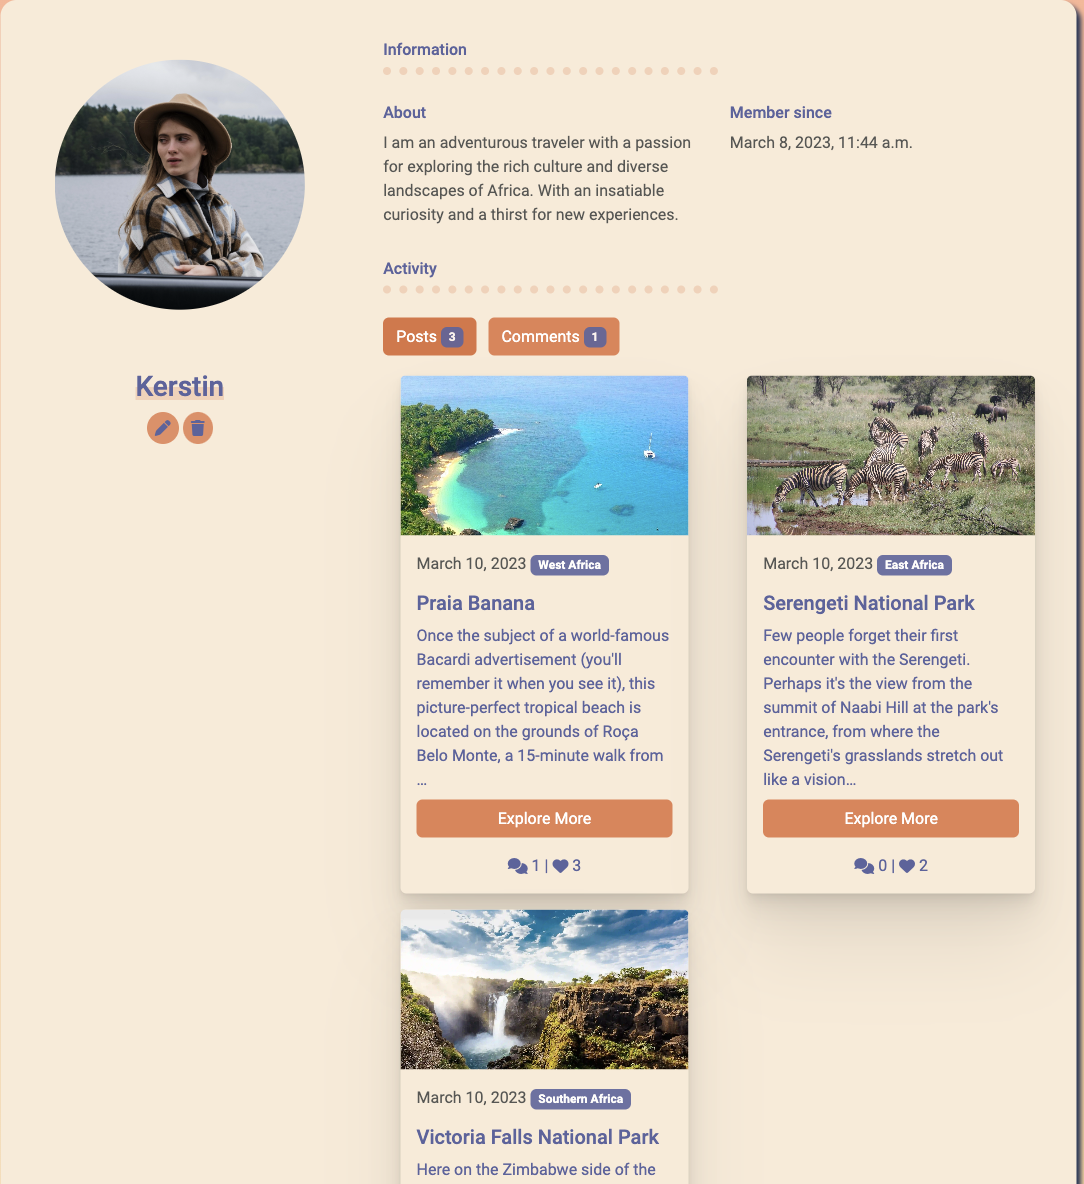 Information
About
I am an adventurous traveler with a passion
for exploring the rich culture and diverse
landscapes of Africa. With an insatiable
curiosity and a thirst for new experiences.
Member since
March 8, 2023, 11:44 a.m.
Activity
Posts 3
Comments 1
Kerstin
March 10, 2023 West Africa
Praia Banana
Once the subject of a world-famous
Bacardi advertisement (you'll
remember it when you see it), this
picture-perfect tropical beach is
located on the grounds of Roça
Belo Monte, a 15-minute walk from
…
Explore More
1 | 3
March 10, 2023 East Africa
Serengeti National Park
Few people forget their first
encounter with the Serengeti.
Perhaps it's the view from the
summit of Naabi Hill at the park's
entrance, from where the
Serengeti's grasslands stretch out
like a vision…
Explore More
0 | 2
March 10, 2023 Southern Africa
Victoria Falls National Park
Here on the Zimbabwe side of the